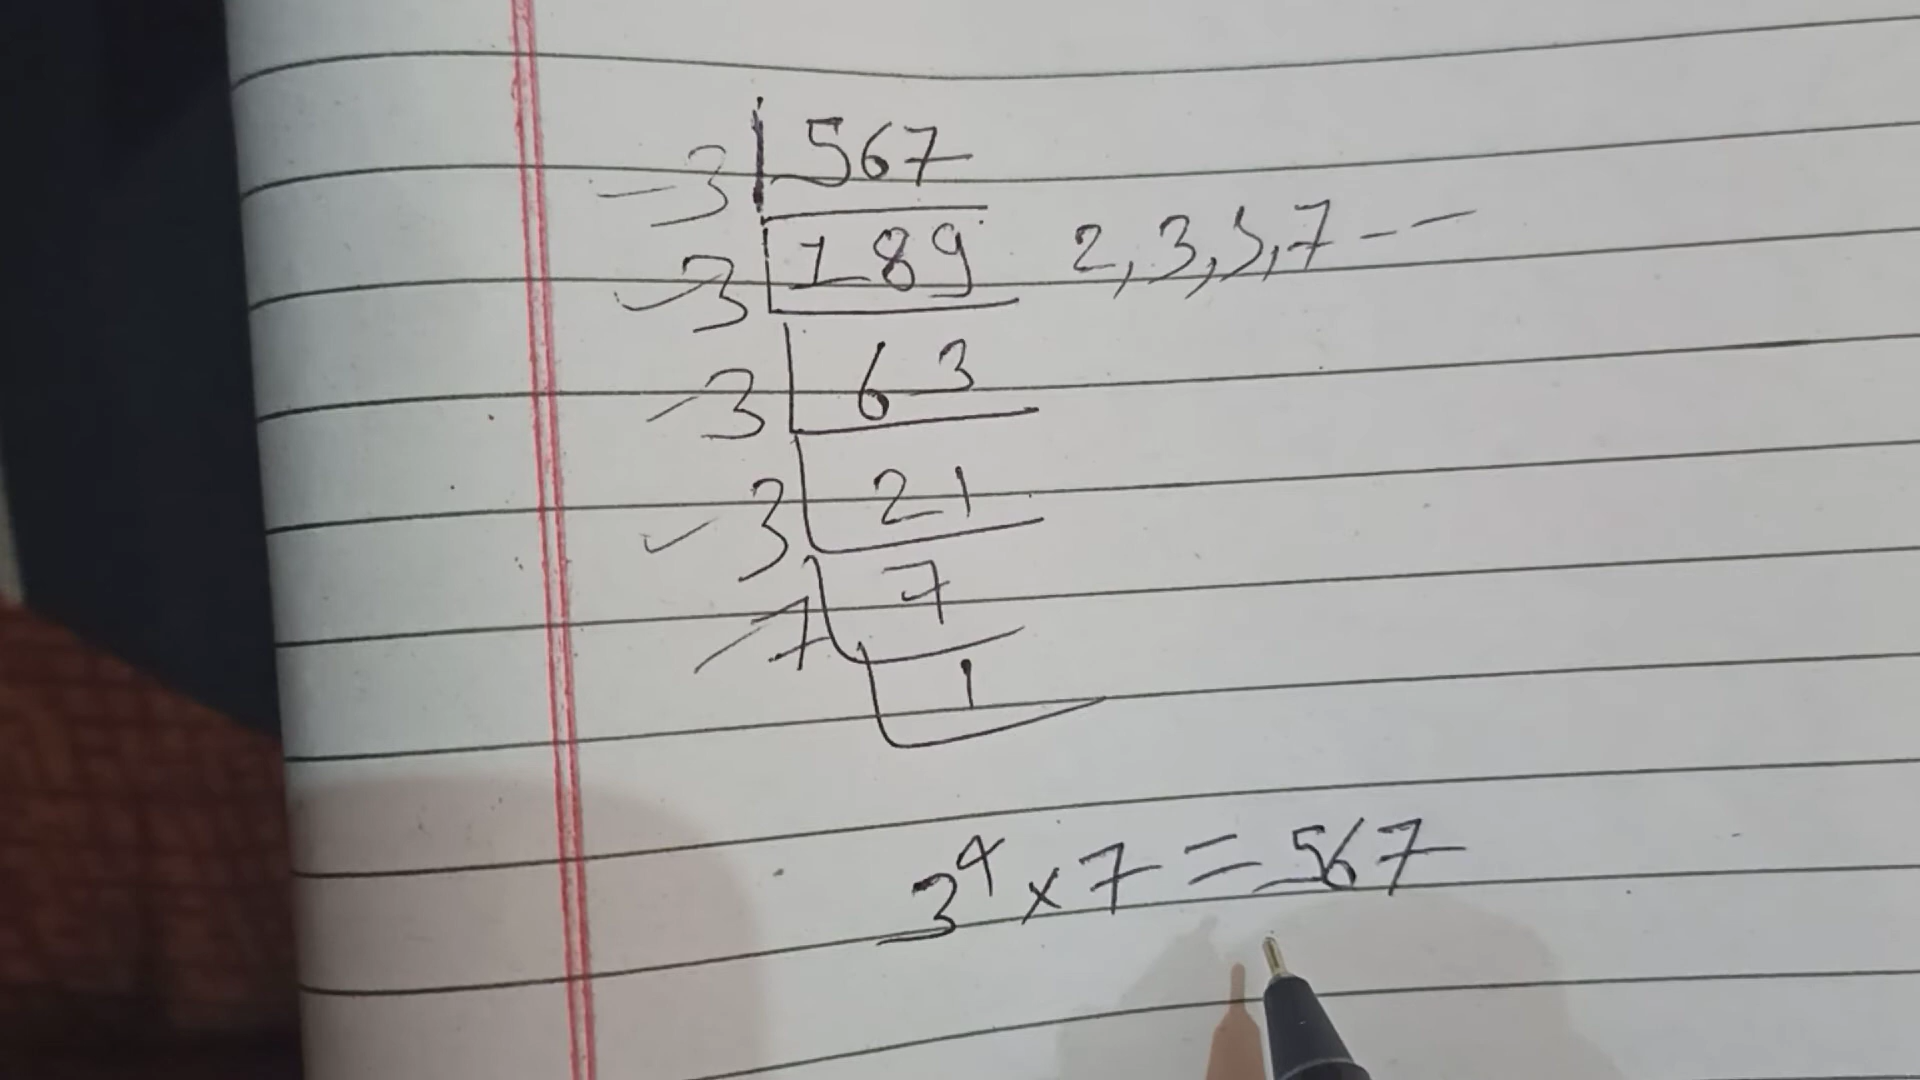 3 | 567
3 | 189 2, 3, 5, 7 - -
3 | 63
3 | 21
7 | 7
1
3⁴ x 7 = 567